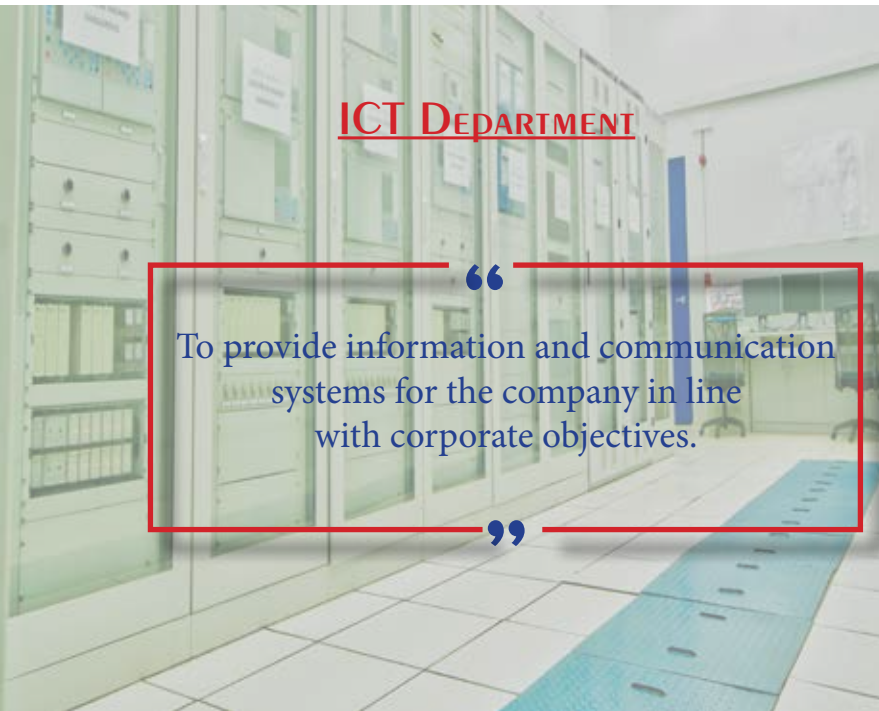 ICT DEPARTMENT
“
To provide information and communication
systems for the company in line
with corporate objectives.
”